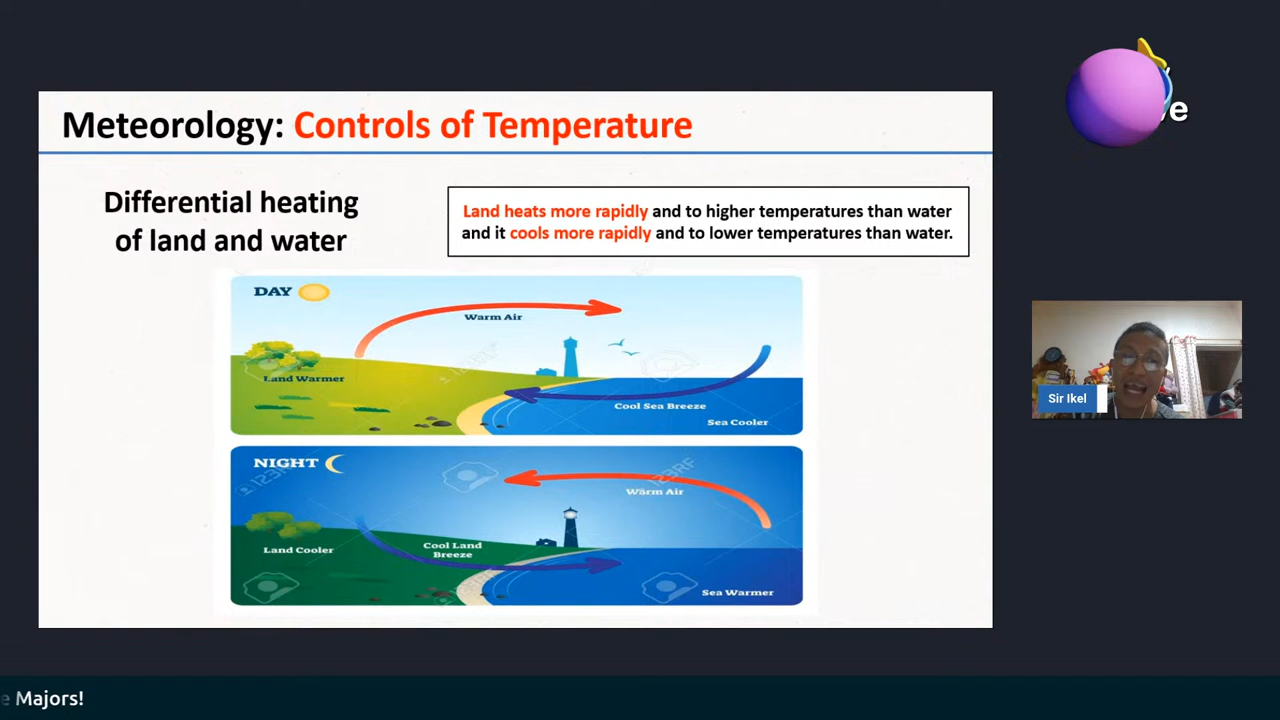 Meteorology: Controls of Temperature
Differential heating
of land and water
Land heats more rapidly and to higher temperatures than water
and it cools more rapidly and to lower temperatures than water.
DAY
Warm Air
Land Warmer
Cool Sea Breeze
Sea Cooler
NIGHT
123RF
123RF
Warm Air
Land Cooler
Cool Land
Breeze
Sea Warmer
Sir Ikel
Majors!